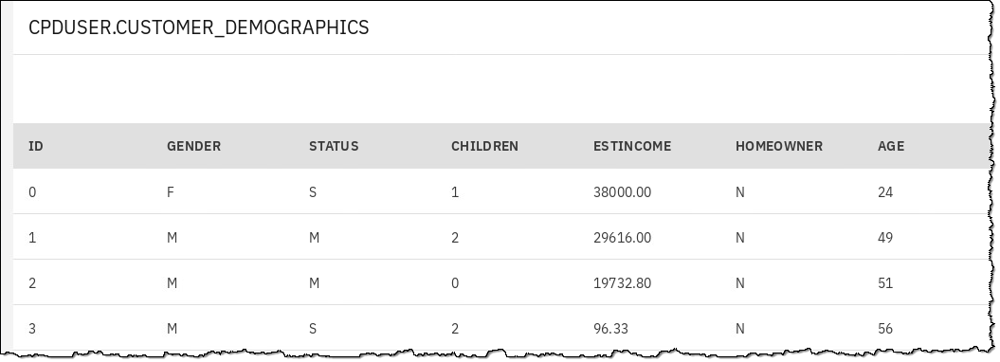 CPDUSER.CUSTOMER_DEMOGRAPHICS
ID GENDER STATUS CHILDREN ESTINCOME HOMEOWNER AGE
0 F S 1 38000.00 N 24
1 M M 2 29616.00 N 49
2 M M 0 19732.80 N 51
3 M S 2 96.33 N 56